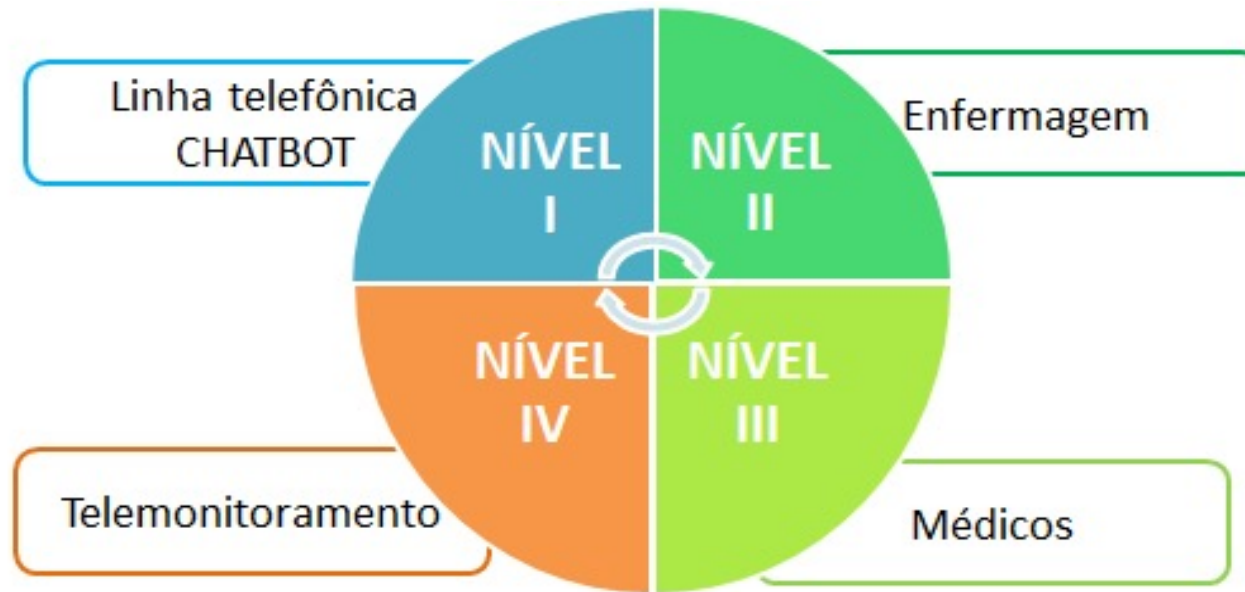 Linha telefônica
CHATBOT
NÍVEL
I
NÍVEL
II
Enfermagem
Telemonitoramento
NÍVEL
IV
NÍVEL
III
Médicos